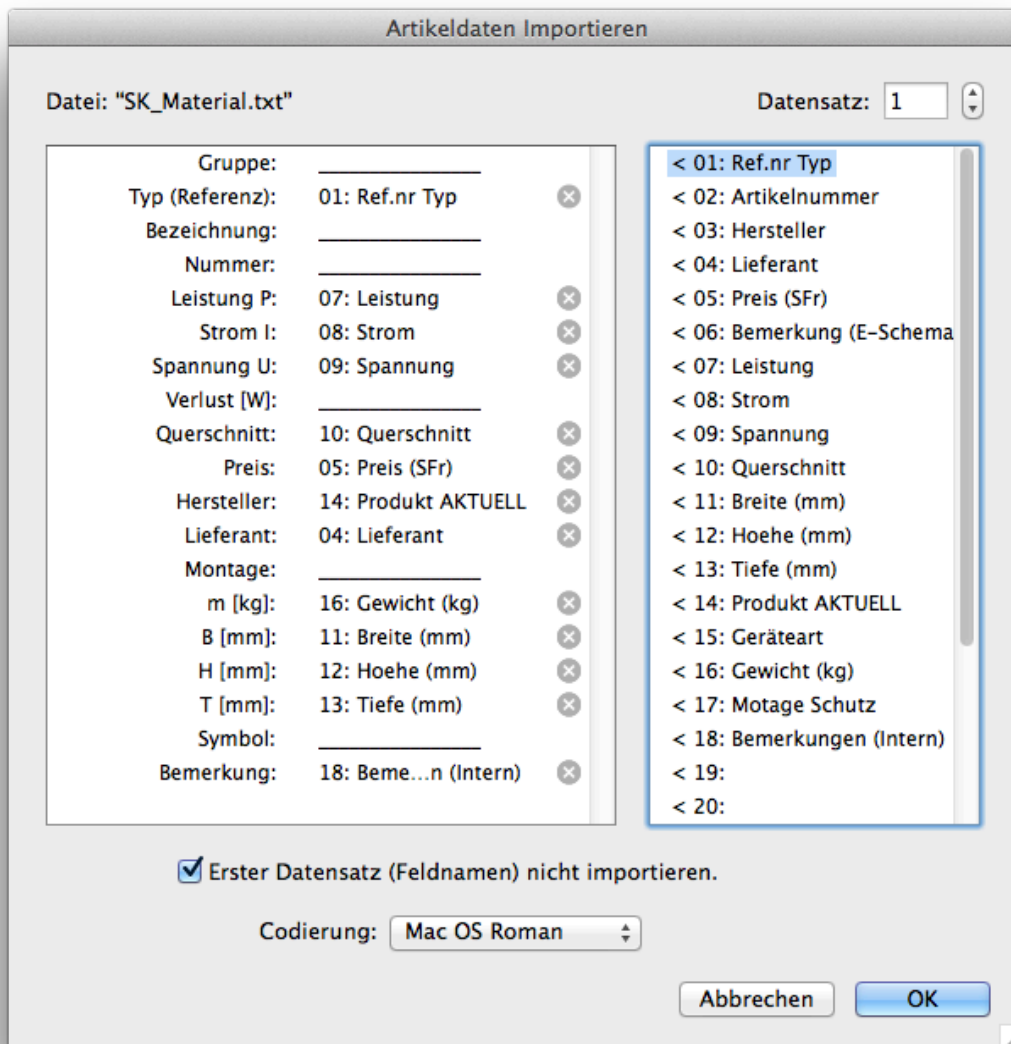 Artikeldaten Importieren
Datei: “SK_Material.txt” Datensatz: 1
Gruppe: _______________
Typ (Referenz): 01: Ref.nr Typ
Bezeichnung: _______________
Nummer: _______________
Leistung P: 07: Leistung
Strom I: 08: Strom
Spannung U: 09: Spannung
Verlust [W]: _______________
Querschnitt: 10: Querschnitt
Preis: 05: Preis (SFr)
Hersteller: 14: Produkt AKTUELL
Lieferant: 04: Lieferant
Montage: _______________
m [kg]: 16: Gewicht (kg)
B [mm]: 11: Breite (mm)
H [mm]: 12: Hoehe (mm)
T [mm]: 13: Tiefe (mm)
Symbol: _______________
Bemerkung: 18: Beme…n (Intern)
< 01: Ref.nr Typ
< 02: Artikelnummer
< 03: Hersteller
< 04: Lieferant
< 05: Preis (SFr)
< 06: Bemerkung (E-Schema
< 07: Leistung
< 08: Strom
< 09: Spannung
< 10: Querschnitt
< 11: Breite (mm)
< 12: Hoehe (mm)
< 13: Tiefe (mm)
< 14: Produkt AKTUELL
< 15: Geräteart
< 16: Gewicht (kg)
< 17: Motage Schutz
< 18: Bemerkungen (Intern)
< 19:
< 20:
Erster Datensatz (Feldnamen) nicht importieren.
Codierung: Mac OS Roman
Abbrechen OK